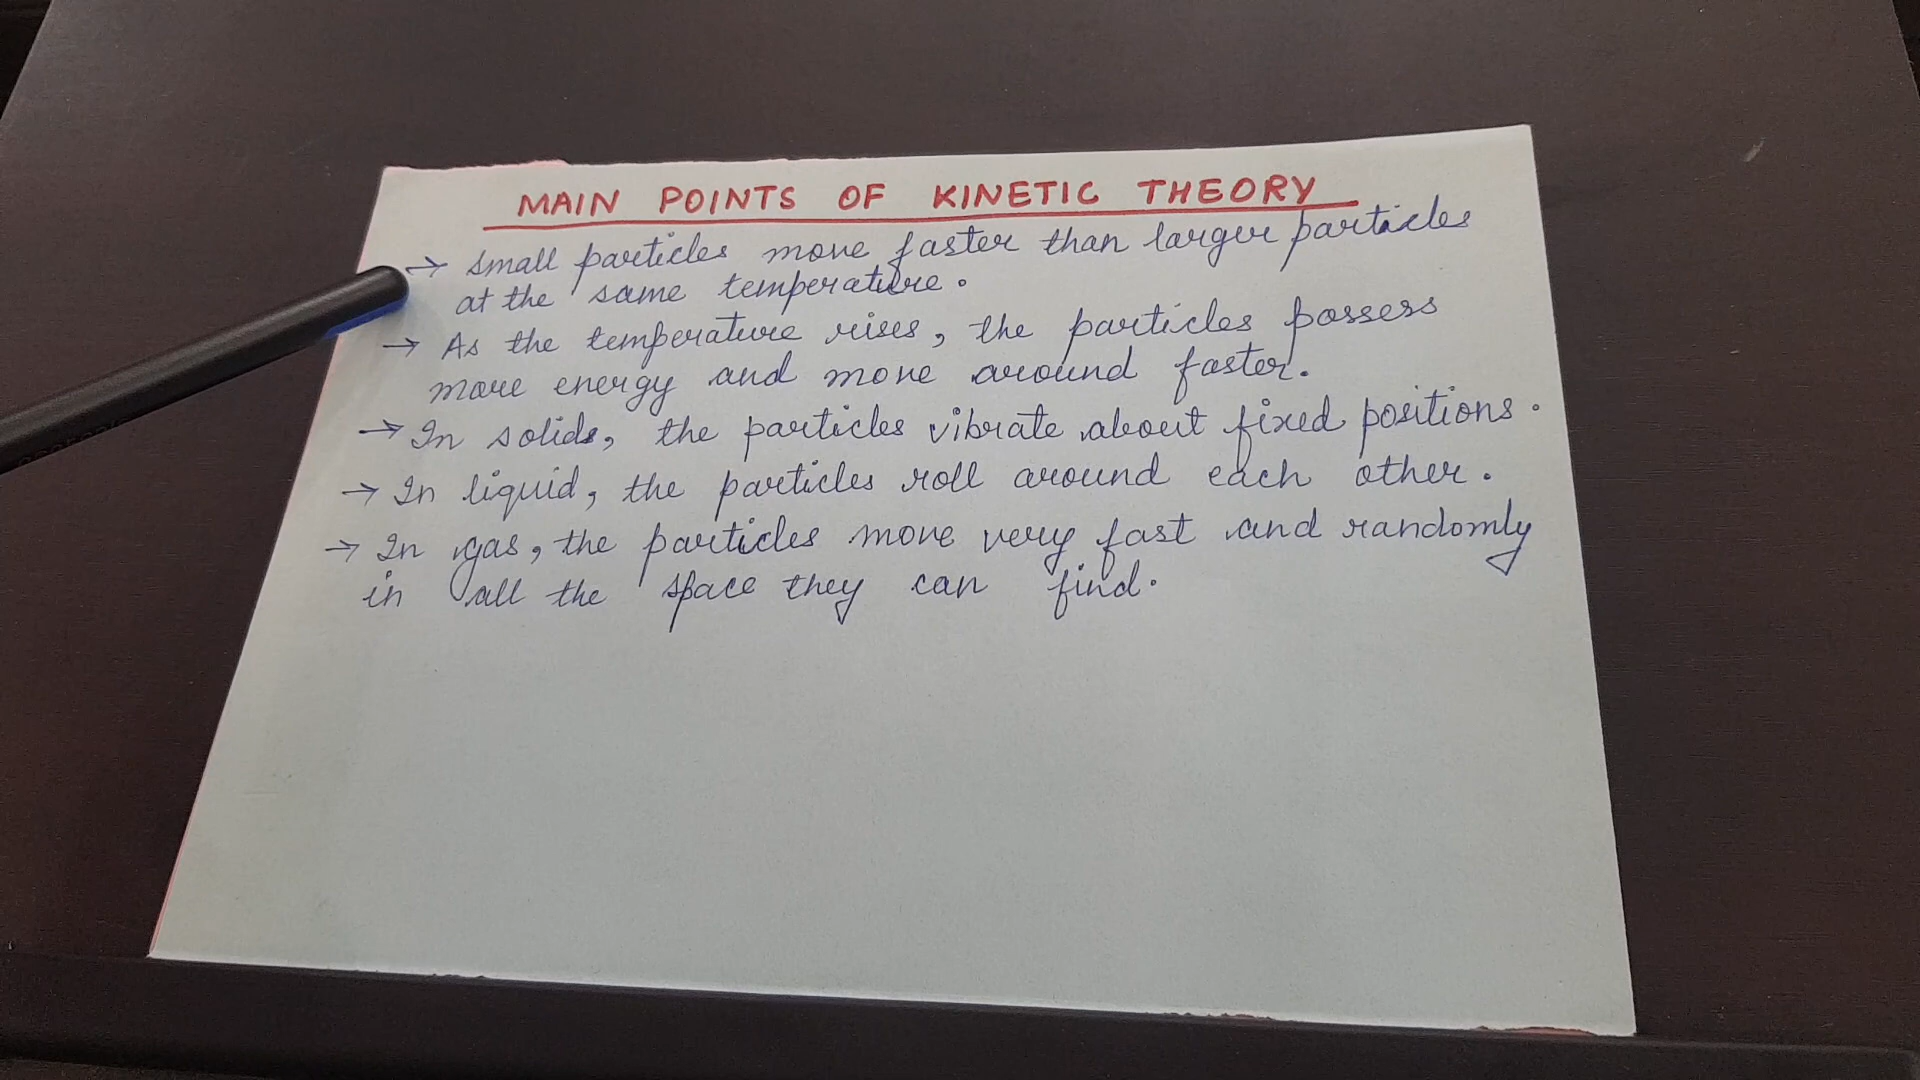 MAIN POINTS OF KINETIC THEORY
→ Small particles move faster than larger particles
at the same temperature.
→ As the temperature rises, the particles possess
more energy and move around faster.
→ In solids, the particles vibrate about fixed positions.
→ In liquid, the particles roll around each other.
→ In gas, the particles move very fast and randomly
in all the space they can find.